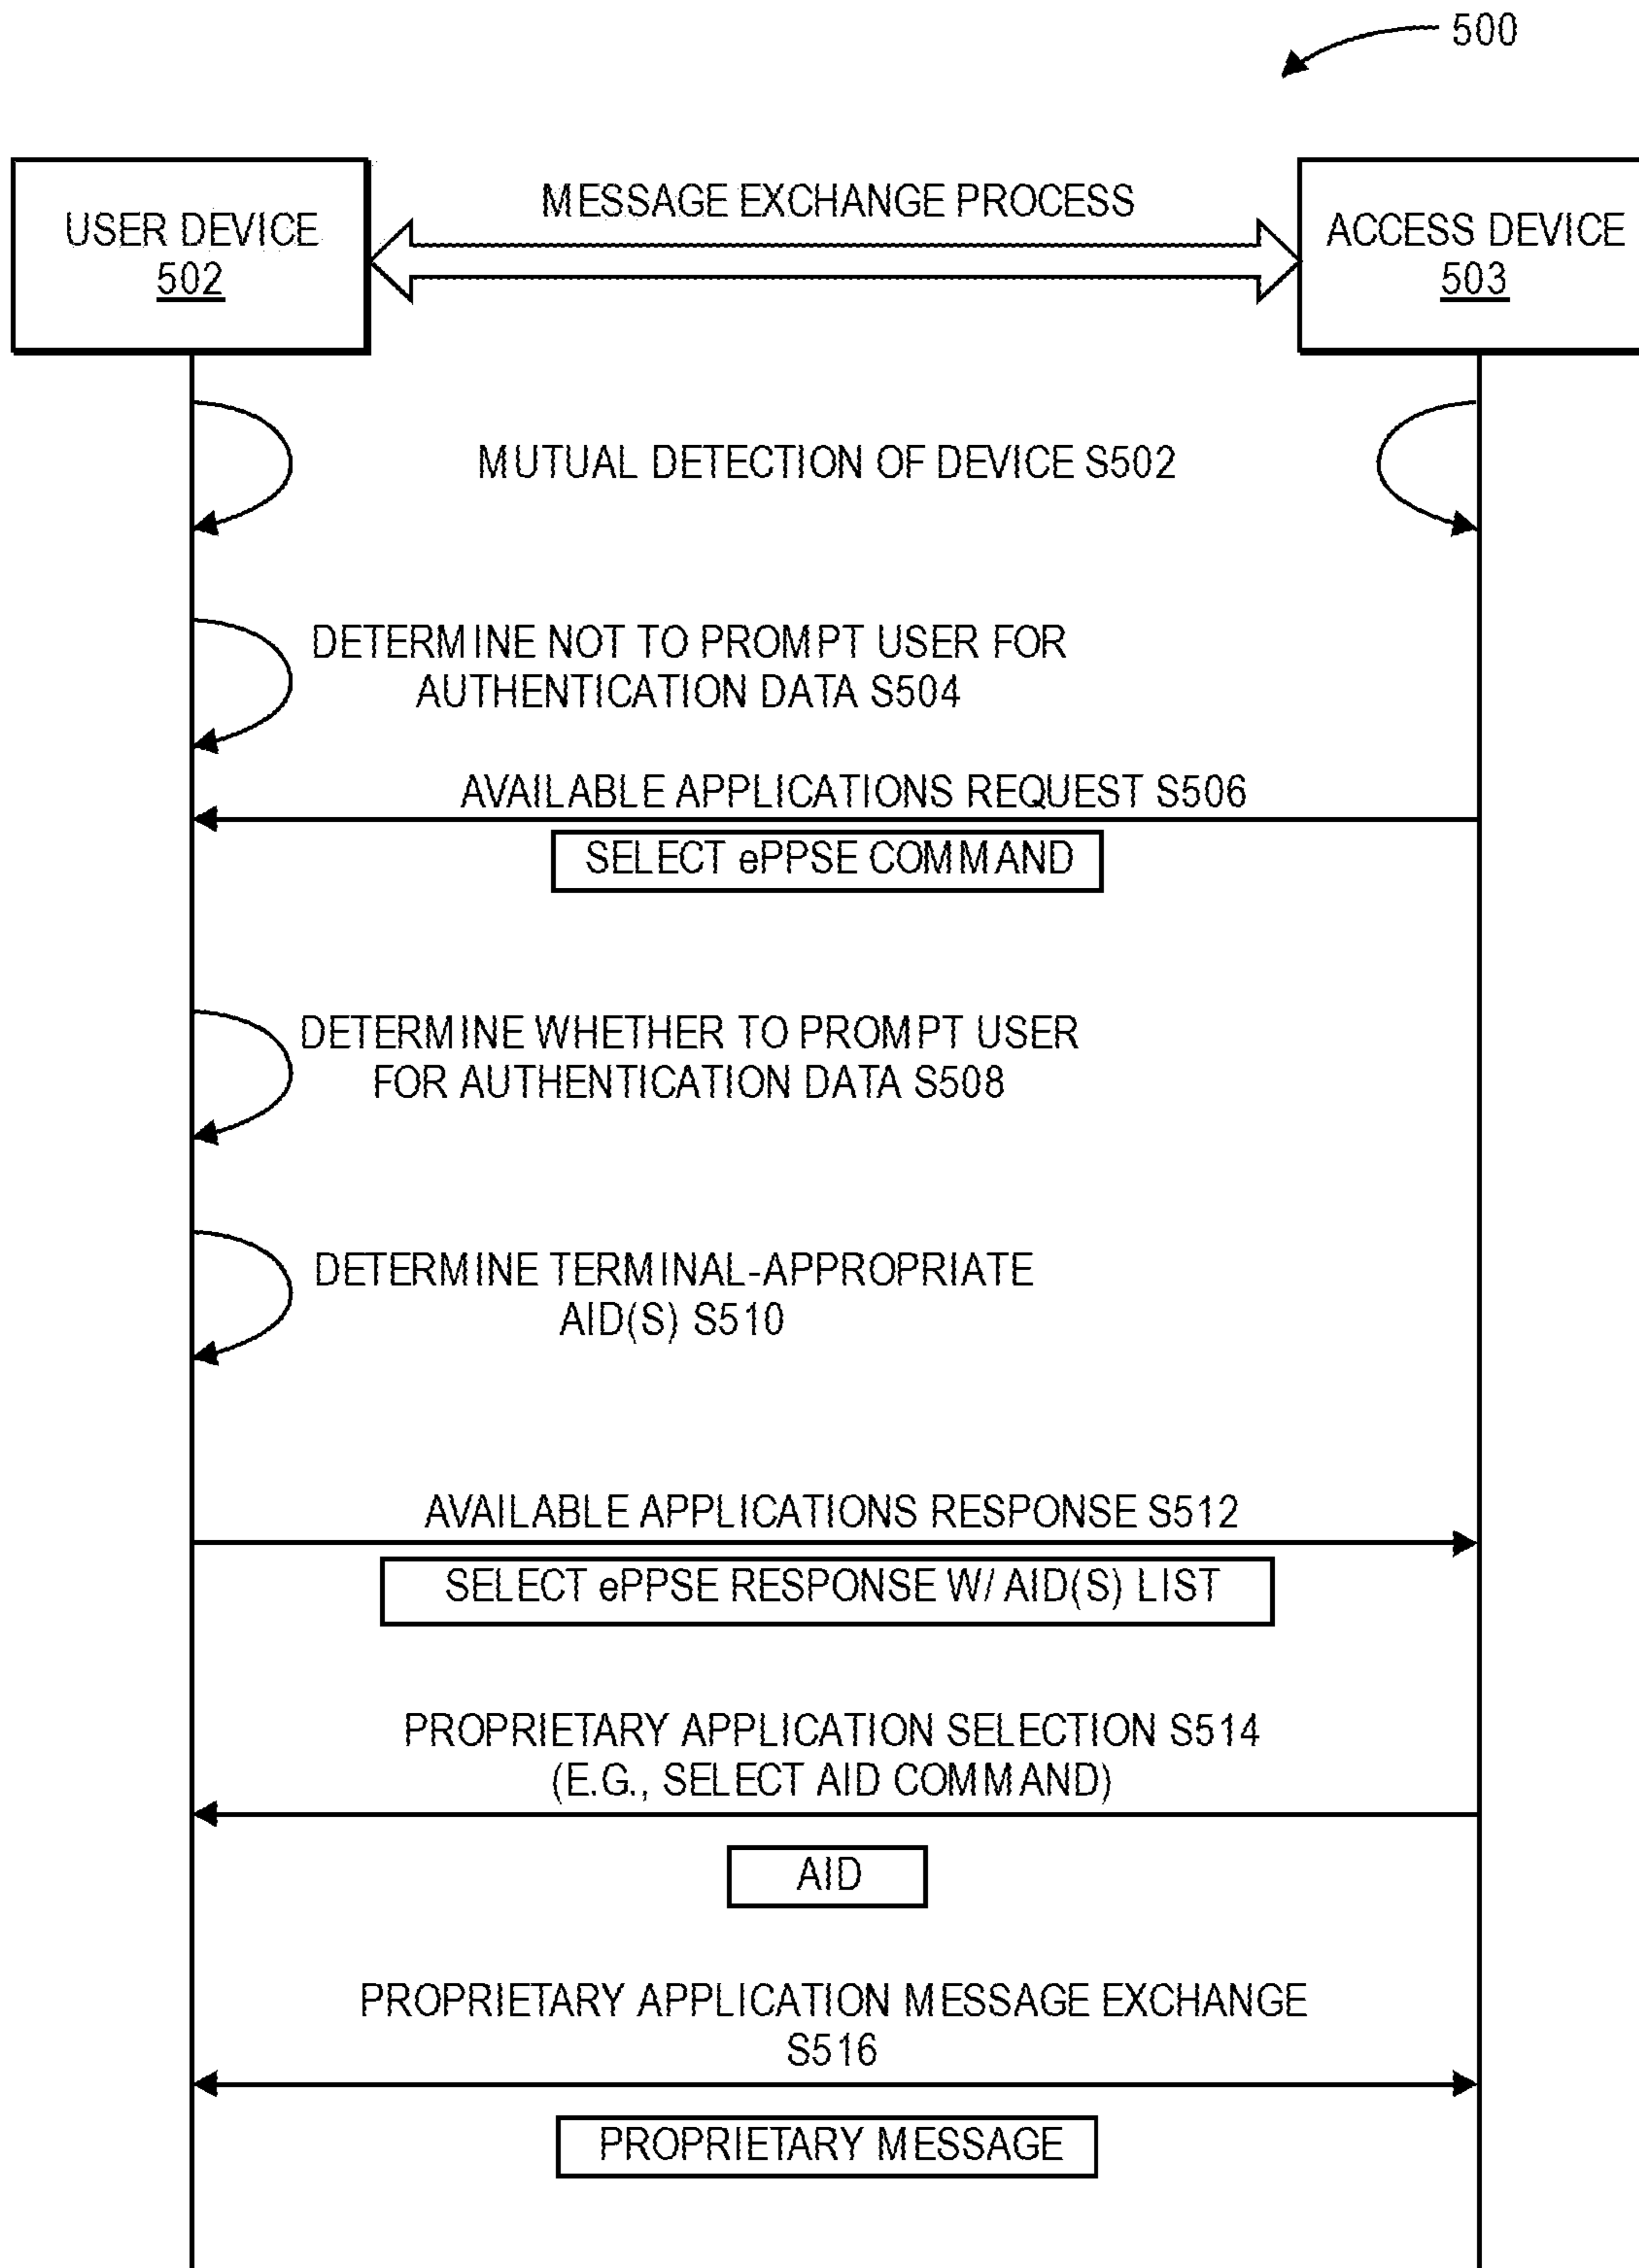 500
MESSAGE EXCHANGE PROCESS
USER DEVICE
502
ACCESS DEVICE
503
MUTUAL DETECTION OF DEVICE S502
DETERMINE NOT TO PROMPT USER FOR
AUTHENTICATION DATA S504
AVAILABLE APPLICATIONS REQUEST S506
SELECT ePPSE COMMAND
DETERMINE WHETHER TO PROMPT USER
FOR AUTHENTICATION DATA S508
DETERMINE TERMINAL-APPROPRIATE
AID(S) S510
AVAILABLE APPLICATIONS RESPONSE S512
SELECT ePPSE RESPONSE W/ AID(S) LIST
PROPRIETARY APPLICATION SELECTION S514
(E.G., SELECT AID COMMAND)
AID
PROPRIETARY APPLICATION MESSAGE EXCHANGE
S516
PROPRIETARY MESSAGE